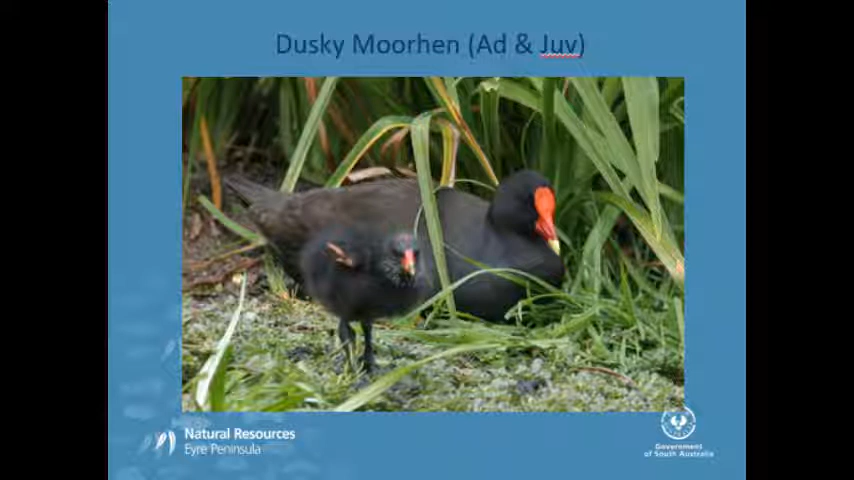 Dusky Moorhen (Ad & Juv)
Natural Resources
Eyre Peninsula
Government
of South Australia